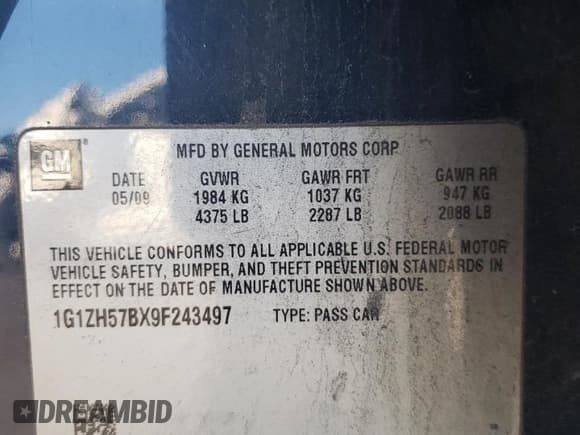 GM ®
MFD BY GENERAL MOTORS CORP
DATE GVWR GAWR FRT GAWR RR
05/09 1984 KG 1037 KG 947 KG
4375 LB 2287 LB 2088 LB
THIS VEHICLE CONFORMS TO ALL APPLICABLE U.S. FEDERAL MOTOR
VEHICLE SAFETY, BUMPER, AND THEFT PREVENTION STANDARDS IN
EFFECT ON THE DATE OF MANUFACTURE SHOWN ABOVE.
1G1ZH57BX9F243497 TYPE: PASS CAR
DREAMBID